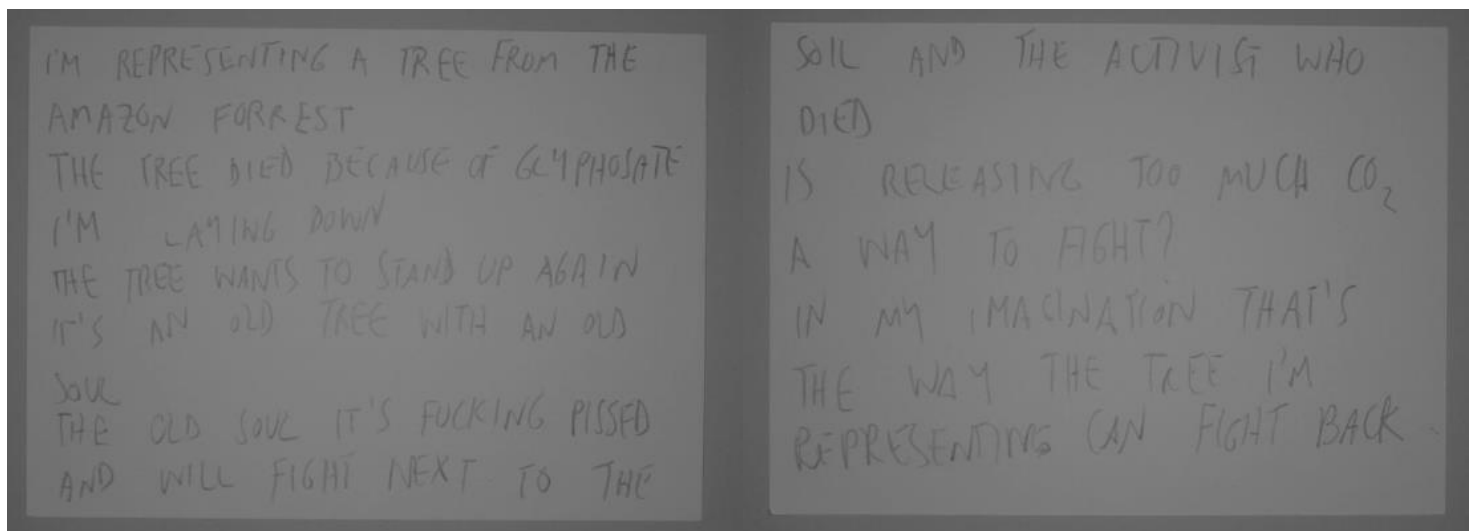 I'M REPRESENTING A TREE FROM THE
AMAZON FORREST
THE TREE DIED BECAUSE OF GLYPHOSATE
I'M LAYING DOWN
THE TREE WANTS TO STAND UP AGAIN
IT'S AN OLD TREE WITH AN OLD
SOUL
THE OLD SOUL IT'S FUCKING PISSED
AND WILL FIGHT NEXT TO THE
SOIL AND THE ACTIVIST WHO
DIED
IS RELEASING TOO MUCH CO₂
A WAY TO FIGHT?
IN MY IMAGINATION THAT'S
THE WAY THE TREE I'M
REPRESENTING CAN FIGHT BACK.